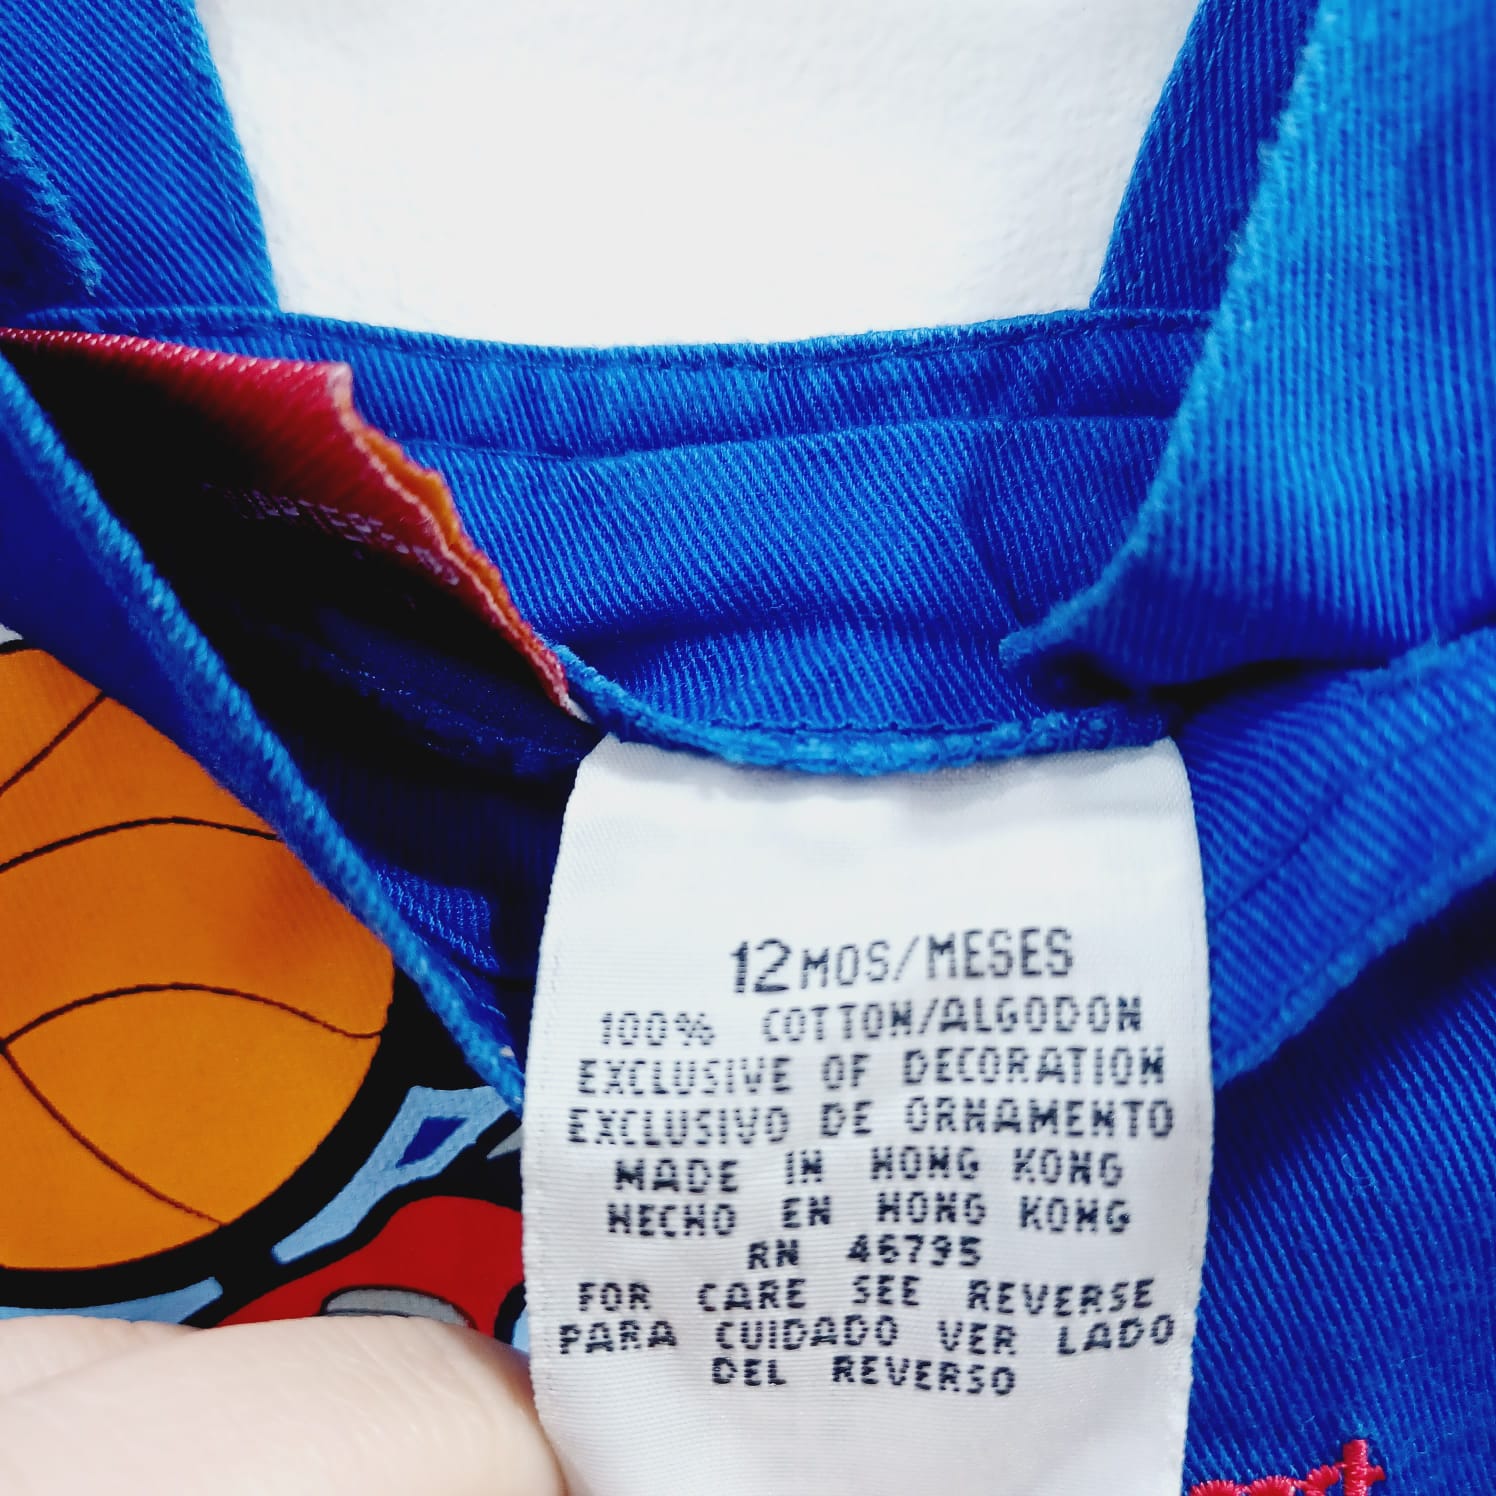 12 MOS/MESES
100% COTTON/ALGODON
EXCLUSIVE OF DECORATION
EXCLUSIVO DE ORNAMENTO
MADE IN HONG KONG
HECHO EN HONG KONG
RN 46795
FOR CARE SEE REVERSE
PARA CUIDADO VER LADO
DEL REVERSO